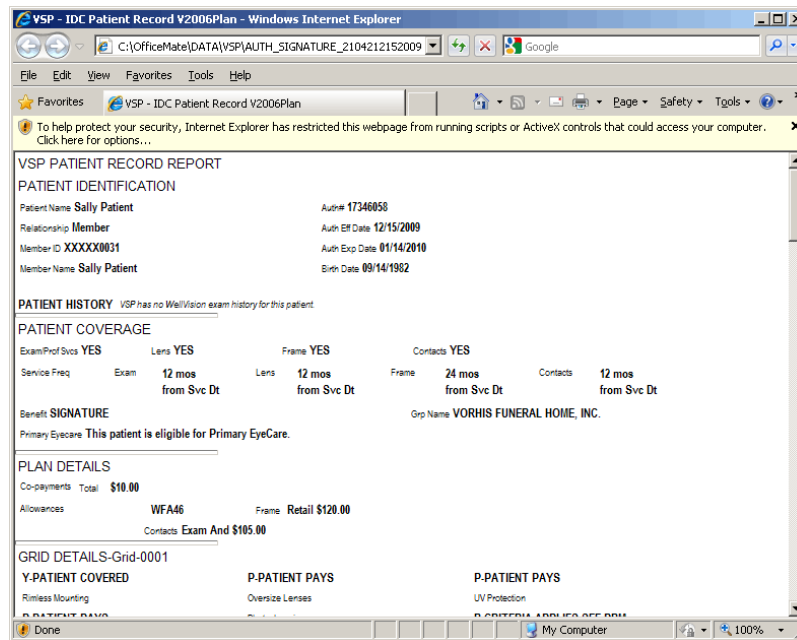 VSP - IDC Patient Record V2006Plan - Windows Internet Explorer
C:\OfficeMate\DATA\VSP\AUTH_SIGNATURE_2104212152009
Google
File Edit View Favorites Tools Help
Favorites VSP - IDC Patient Record V2006Plan Page Safety Tools
To help protect your security, Internet Explorer has restricted this webpage from running scripts or ActiveX controls that could access your computer.
Click here for options...
VSP PATIENT RECORD REPORT
PATIENT IDENTIFICATION
Patient Name Sally Patient Auth# 17346058
Relationship Member Auth Eff Date 12/15/2009
Member ID XXXXX0031 Auth Exp Date 01/14/2010
Member Name Sally Patient Birth Date 09/14/1982
PATIENT HISTORY VSP has no WellVision exam history for this patient.
PATIENT COVERAGE
Exam/Prof Svcs YES Lens YES Frame YES Contacts YES
Service Freq Exam 12 mos Lens 12 mos Frame 24 mos Contacts 12 mos
from Svc Dt from Svc Dt from Svc Dt from Svc Dt
Benefit SIGNATURE Grp Name VORHIS FUNERAL HOME, INC.
Primary Eyecare This patient is eligible for Primary EyeCare.
PLAN DETAILS
Co-payments Total $10.00
Allowances WFA46 Frame Retail $120.00
Contacts Exam And $105.00
GRID DETAILS-Grid-0001
Y-PATIENT COVERED P-PATIENT PAYS P-PATIENT PAYS
Rimless Mounting Oversize Lenses UV Protection
Done My Computer 100%